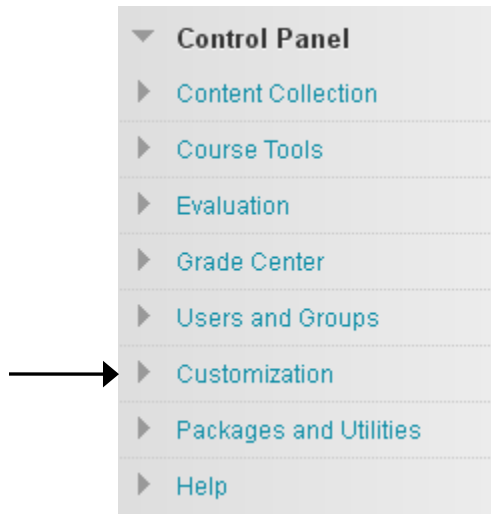 Control Panel
Content Collection
Course Tools
Evaluation
Grade Center
Users and Groups
Customization
Packages and Utilities
Help